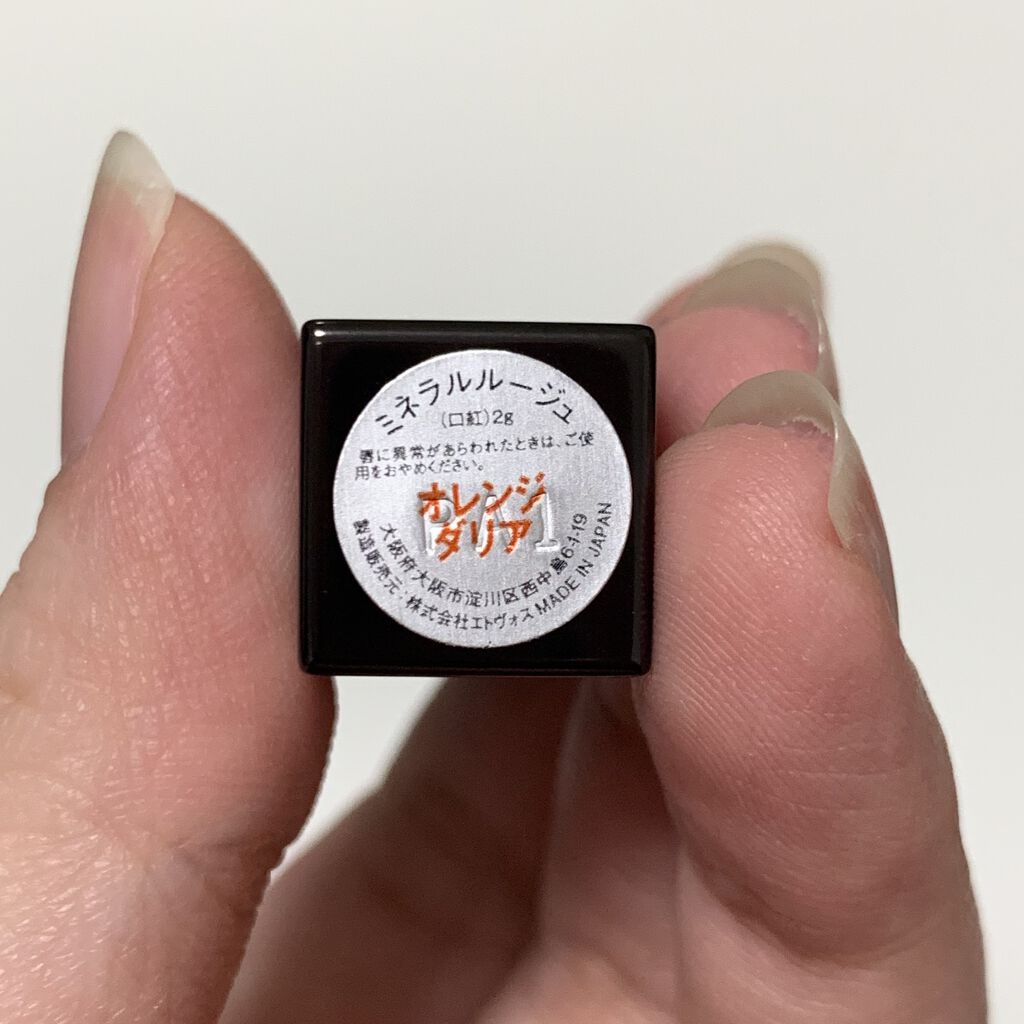 ミネラルルージュ
(口紅)2g
唇に異常があらわれたときは、ご使
用をおやめください。
オレンジ
ダリア
大阪府大阪市淀川区西中島6-1-19
製造販売元:株式会社エトヴォス MADE IN JAPAN